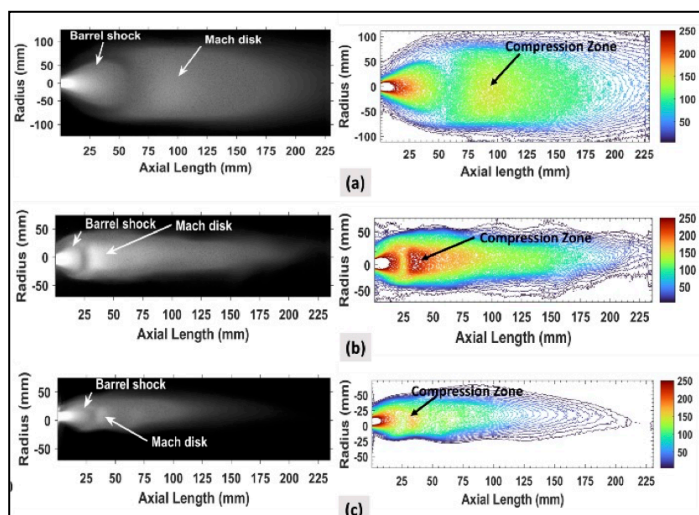 100
50
0
-50
-100
Radius (mm)
Barrel shock
Mach disk
25 50 75 100 125 150 175 200 225
Axial Length (mm)
100
50
0
-50
-100
Radius (mm)
Compression Zone
25 50 75 100 125 150 175 200 225
Axial length (mm)
250
200
150
100
50
(a)
50
0
-50
Radius (mm)
Barrel shock
Mach disk
25 50 75 100 125 150 175 200 225
Axial Length (mm)
50
0
-50
Radius (mm)
Compression Zone
25 50 75 100 125 150 175 200 225
Axial Length (mm)
250
200
150
100
50
(b)
50
0
-50
Radius (mm)
Barrel shock
Mach disk
25 50 75 100 125 150 175 200 225
Axial Length (mm)
-50
-25
0
-25
-50
Radius (mm)
Compression Zone
25 50 75 100 125 150 175 200 225
Axial Length (mm)
250
200
150
100
50
(c)